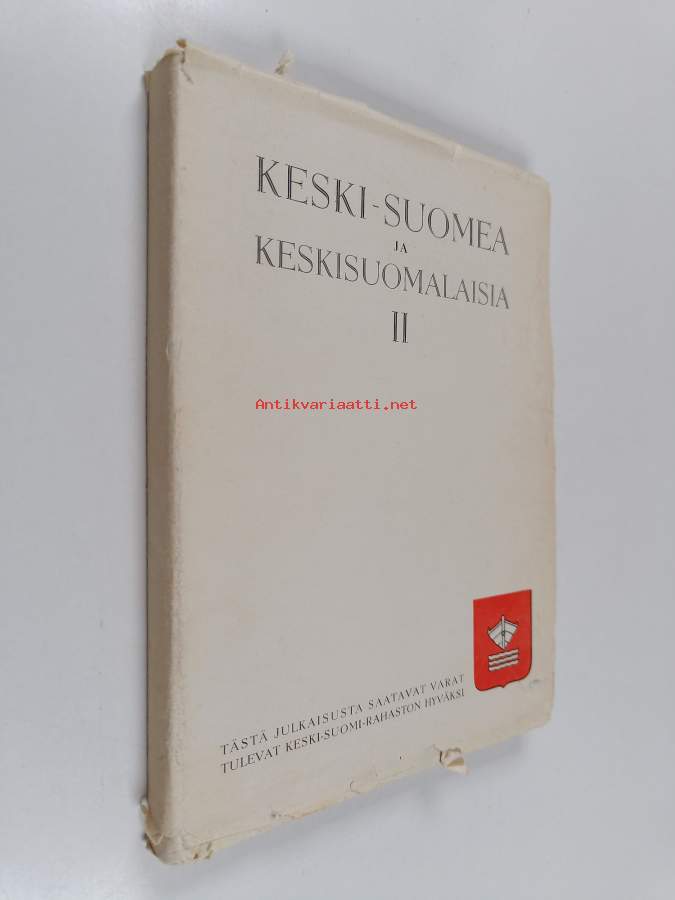 KESKI-SUOMEA
JA
KESKISUOMALAISIA
II
Antikvariaatti.net
TÄSTÄ JULKAISUSTA SAATAVAT VARAT
TULEVAT KESKI-SUOMI-RAHASTON HYVÄKSI